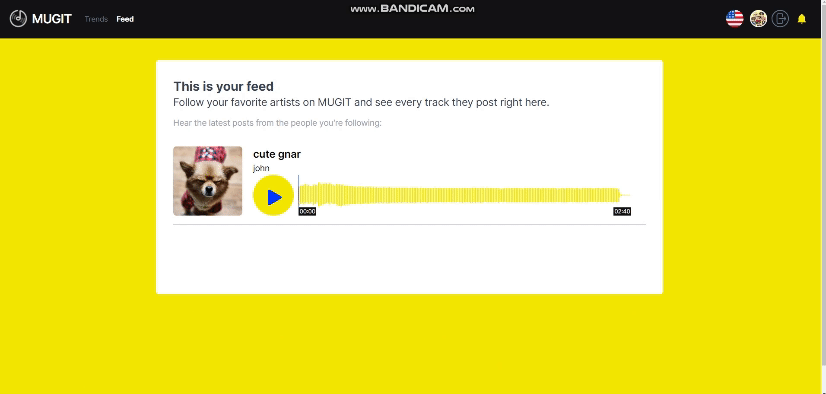 www.BANDICAM.com
MUGIT Trends Feed
This is your feed
Follow your favorite artists on MUGIT and see every track they post right here.
Hear the latest posts from the people you're following:
cute gnar
john
00:00 02:40